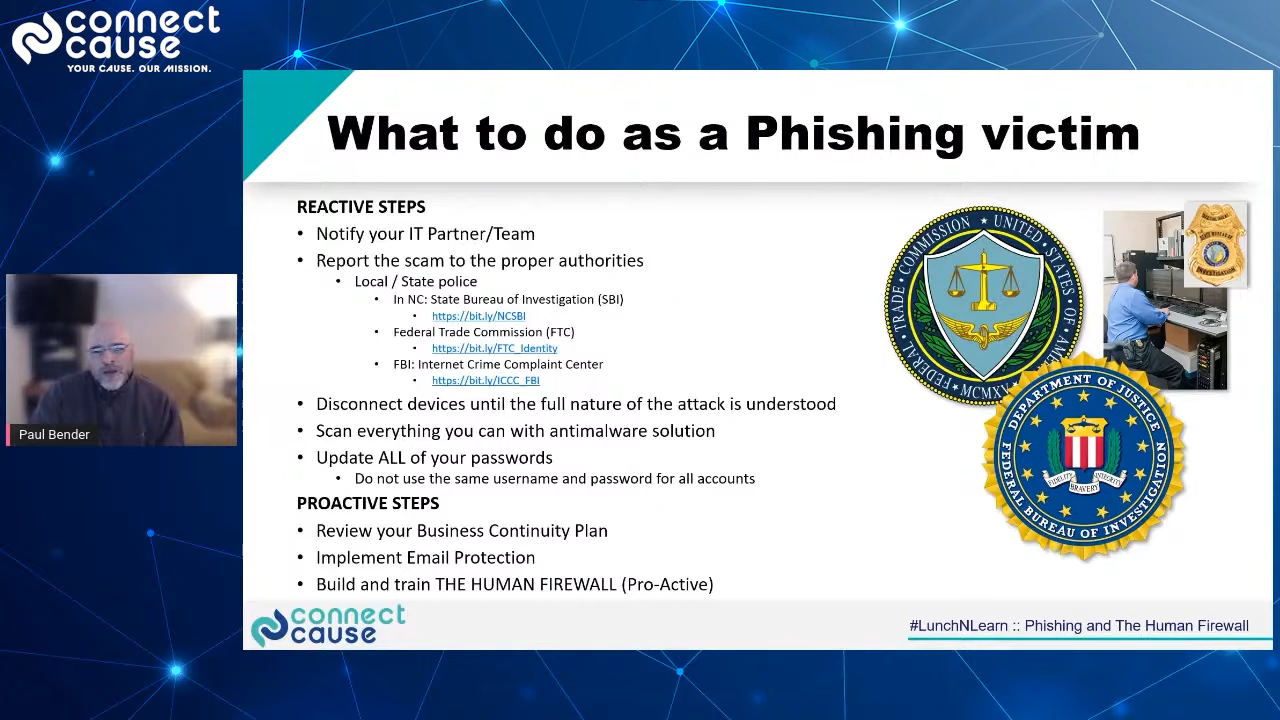 connect
cause
YOUR CAUSE. OUR MISSION.
What to do as a Phishing victim
REACTIVE STEPS
• Notify your IT Partner/Team
• Report the scam to the proper authorities
• Local / State police
• In NC: State Bureau of Investigation (SBI)
• https://bit.ly/NCSBI
• Federal Trade Commission (FTC)
• https://bit.ly/FTC_Identity
• FBI: Internet Crime Complaint Center
• https://bit.ly/ICCC_FBI
• Disconnect devices until the full nature of the attack is understood
• Scan everything you can with antimalware solution
• Update ALL of your passwords
• Do not use the same username and password for all accounts
PROACTIVE STEPS
• Review your Business Continuity Plan
• Implement Email Protection
• Build and train THE HUMAN FIREWALL (Pro-Active)
FEDERAL TRADE COMMISSION ★ UNITED STATES OF AME
MCMXV
DEPARTMENT OF JUSTICE
FIDELITY BRAVERY INTEGRITY
FEDERAL BUREAU OF INVESTIGATION
Paul Bender
connect
cause
#LunchNLearn :: Phishing and The Human Firewall